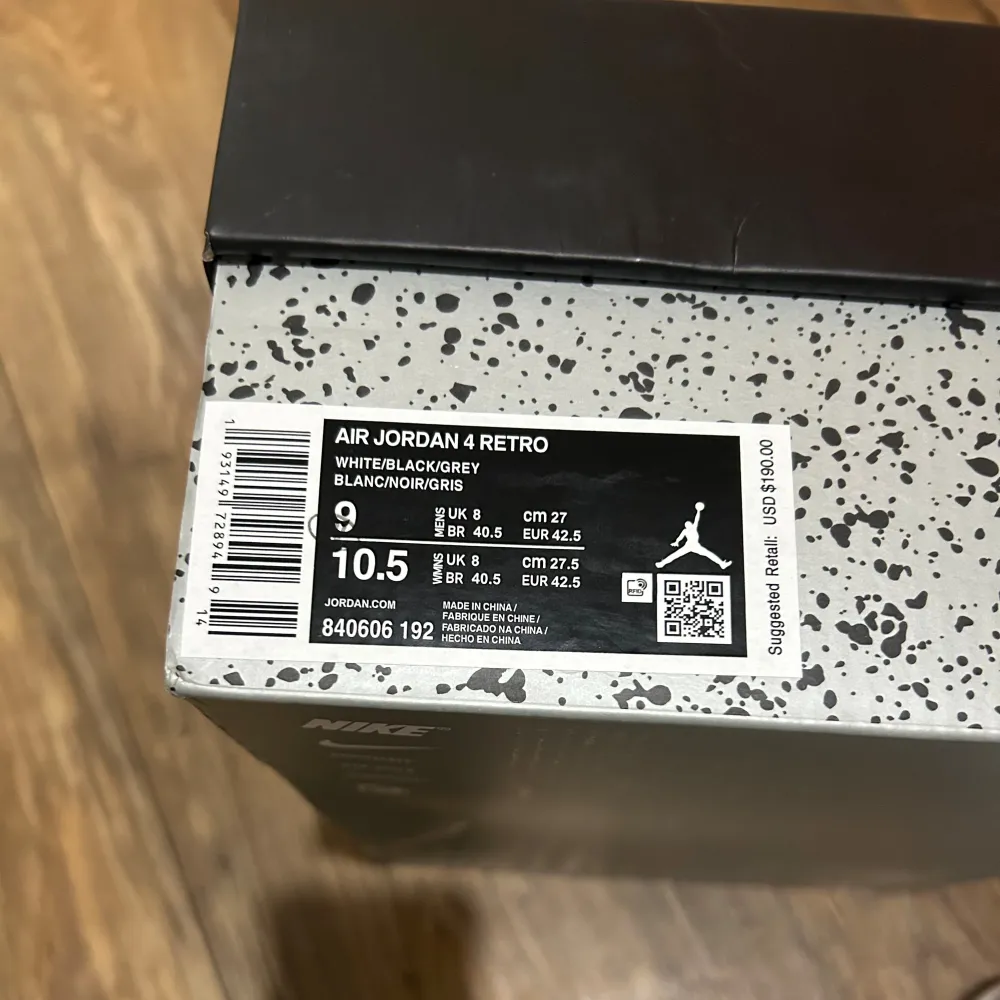 AIR JORDAN 4 RETRO
WHITE/BLACK/GREY
BLANC/NOIR/GRIS
9 MENS UK 8 cm 27
BR 40.5 EUR 42.5
10.5 WMNS UK 8 cm 27.5
BR 40.5 EUR 42.5
JORDAN.COM
840606 192
MADE IN CHINA /
FABRIQUE EN CHINE /
FABRICADO NA CHINA /
HECHO EN CHINA
RFID
1 93149 72894 9 14
Suggested Retail: USD $190.00
NIKE